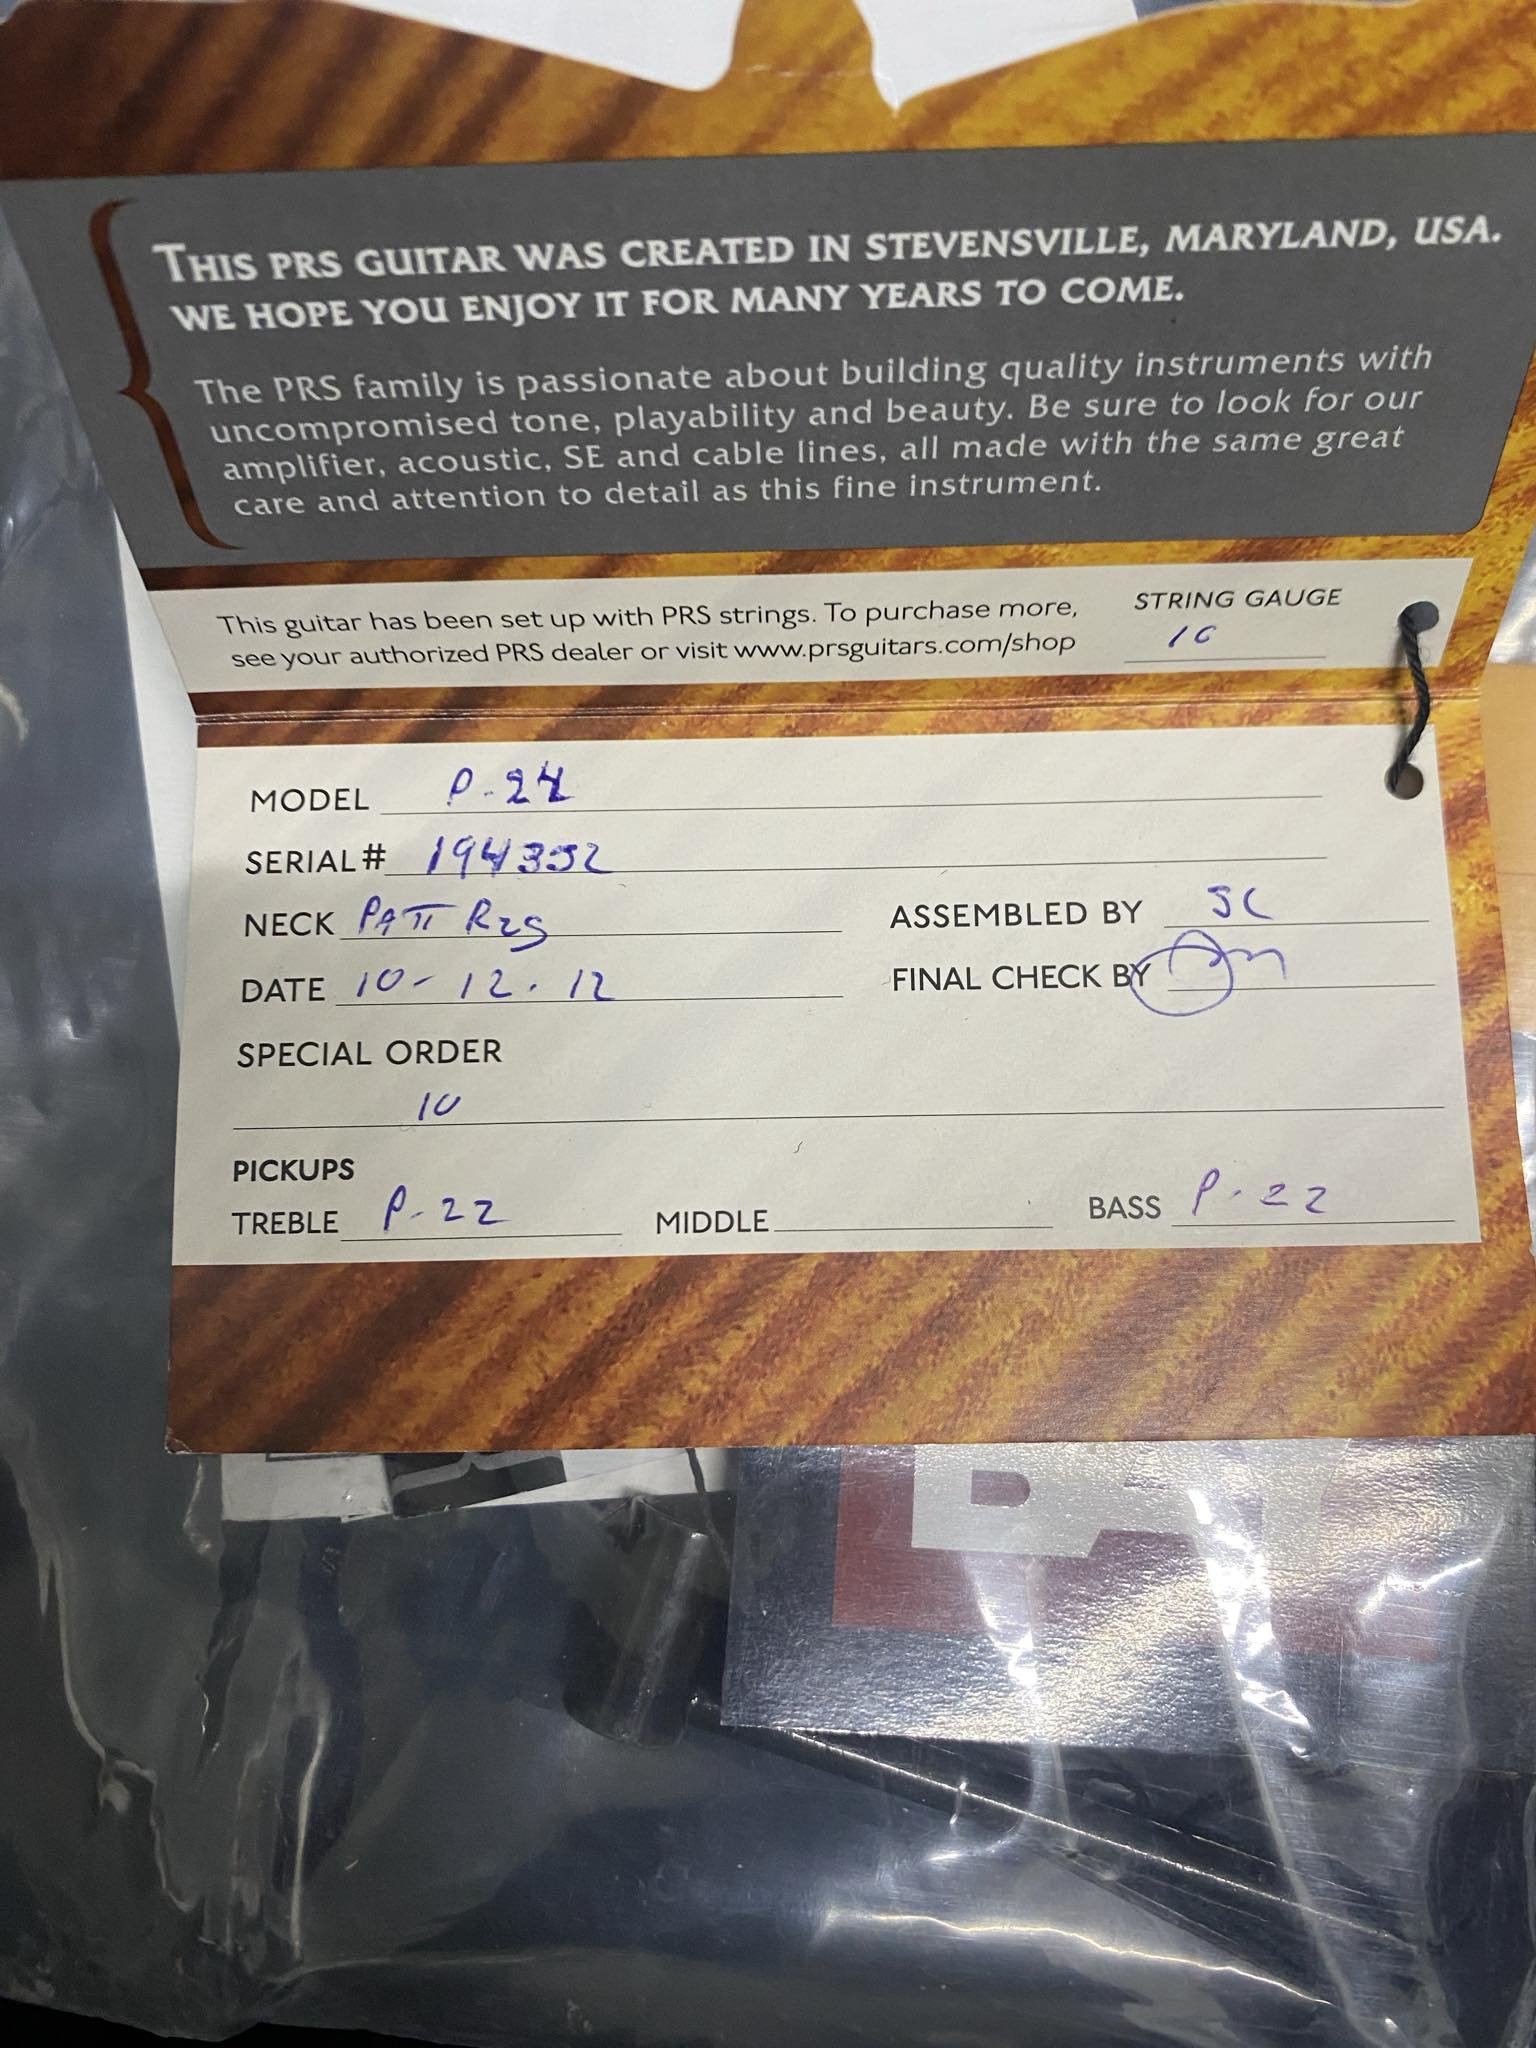 THIS PRS GUITAR WAS CREATED IN STEVENSVILLE, MARYLAND, USA.
WE HOPE YOU ENJOY IT FOR MANY YEARS TO COME.
The PRS family is passionate about building quality instruments with
uncompromised tone, playability and beauty. Be sure to look for our
amplifier, acoustic, SE and cable lines, all made with the same great
care and attention to detail as this fine instrument.
This guitar has been set up with PRS strings. To purchase more,
see your authorized PRS dealer or visit www.prsguitars.com/shop
STRING GAUGE
10
MODEL P-24
SERIAL# 194352
NECK PATT Rzg
ASSEMBLED BY JC
DATE 10-12.12
FINAL CHECK BY
SPECIAL ORDER
10
PICKUPS
TREBLE P-22 MIDDLE BASS P-22